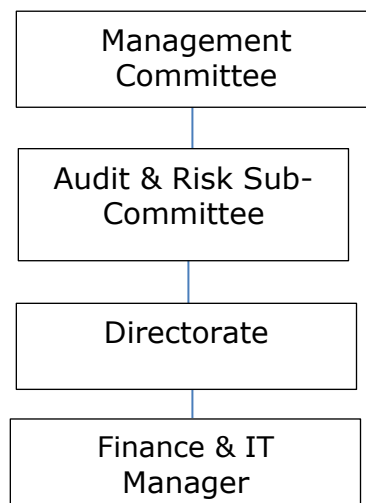 Management
Committee
Audit & Risk Sub-
Committee
Directorate
Finance & IT
Manager